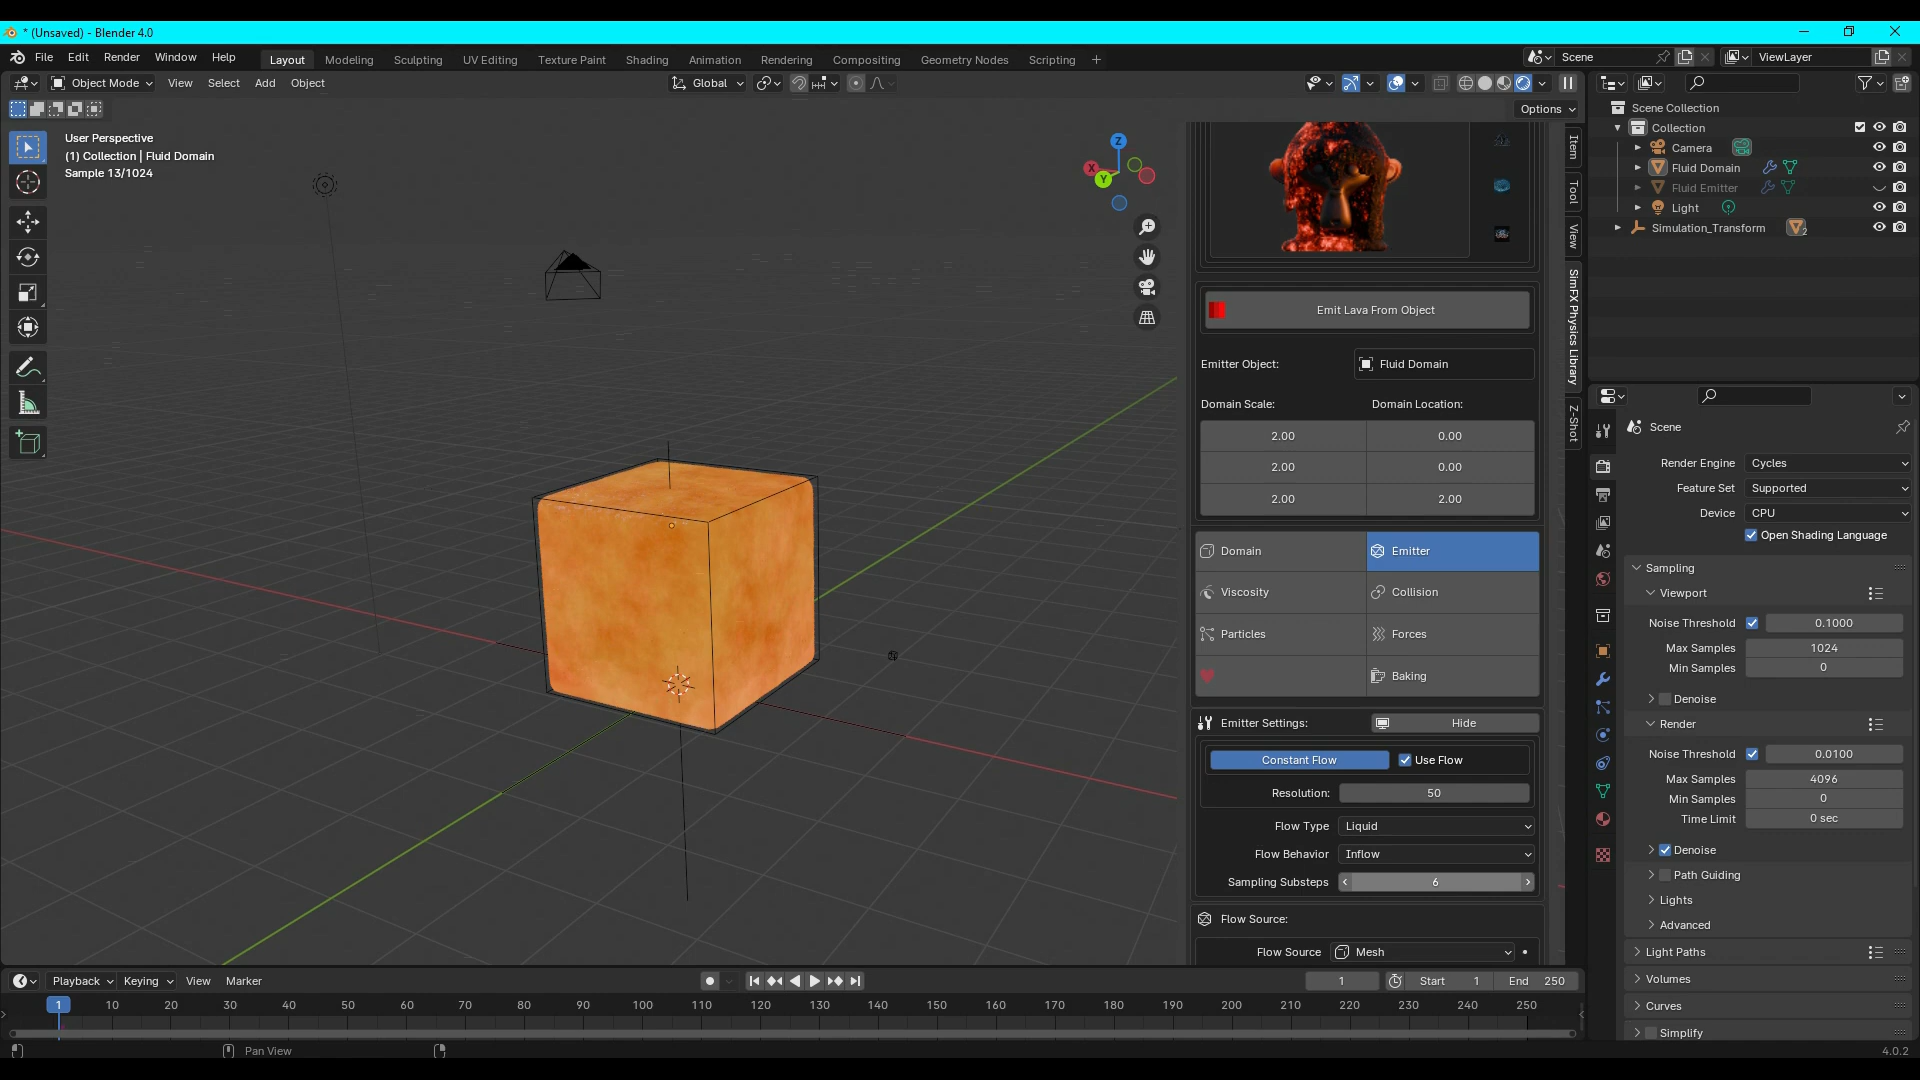 * (Unsaved) - Blender 4.0
File Edit Render Window Help
Layout Modeling Sculpting UV Editing Texture Paint Shading Animation Rendering Compositing Geometry Nodes Scripting +
Scene
ViewLayer
Object Mode View Select Add Object
Global
Options
User Perspective
(1) Collection | Fluid Domain
Sample 13/1024
Z
X
Y
Item
Tool
View
SimFX Physics Library
Z-Shot
Emit Lava From Object
Emitter Object: Fluid Domain
Domain Scale: Domain Location:
2.00 0.00
2.00 0.00
2.00 2.00
Domain Emitter
Viscosity Collision
Particles Forces
Baking
Emitter Settings: Hide
Constant Flow Use Flow
Resolution: 50
Flow Type Liquid
Flow Behavior Inflow
Sampling Substeps 6
Flow Source:
Flow Source Mesh
Scene Collection
Collection
Camera
Fluid Domain
Fluid Emitter
Light
Simulation_Transform 2
Scene
Render Engine Cycles
Feature Set Supported
Device CPU
Open Shading Language
Sampling
Viewport
Noise Threshold 0.1000
Max Samples 1024
Min Samples 0
Denoise
Render
Noise Threshold 0.0100
Max Samples 4096
Min Samples 0
Time Limit 0 sec
Denoise
Path Guiding
Lights
Advanced
Light Paths
Volumes
Curves
Simplify
Playback Keying View Marker
1 Start 1 End 250
1 10 20 30 40 50 60 70 80 90 100 110 120 130 140 150 160 170 180 190 200 210 220 230 240 250
Pan View
4.0.2